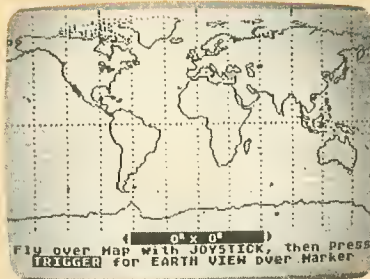 0° x 0°
Fly over Map with JOYSTICK, then Press
TRIGGER for EARTH VIEW over Marker